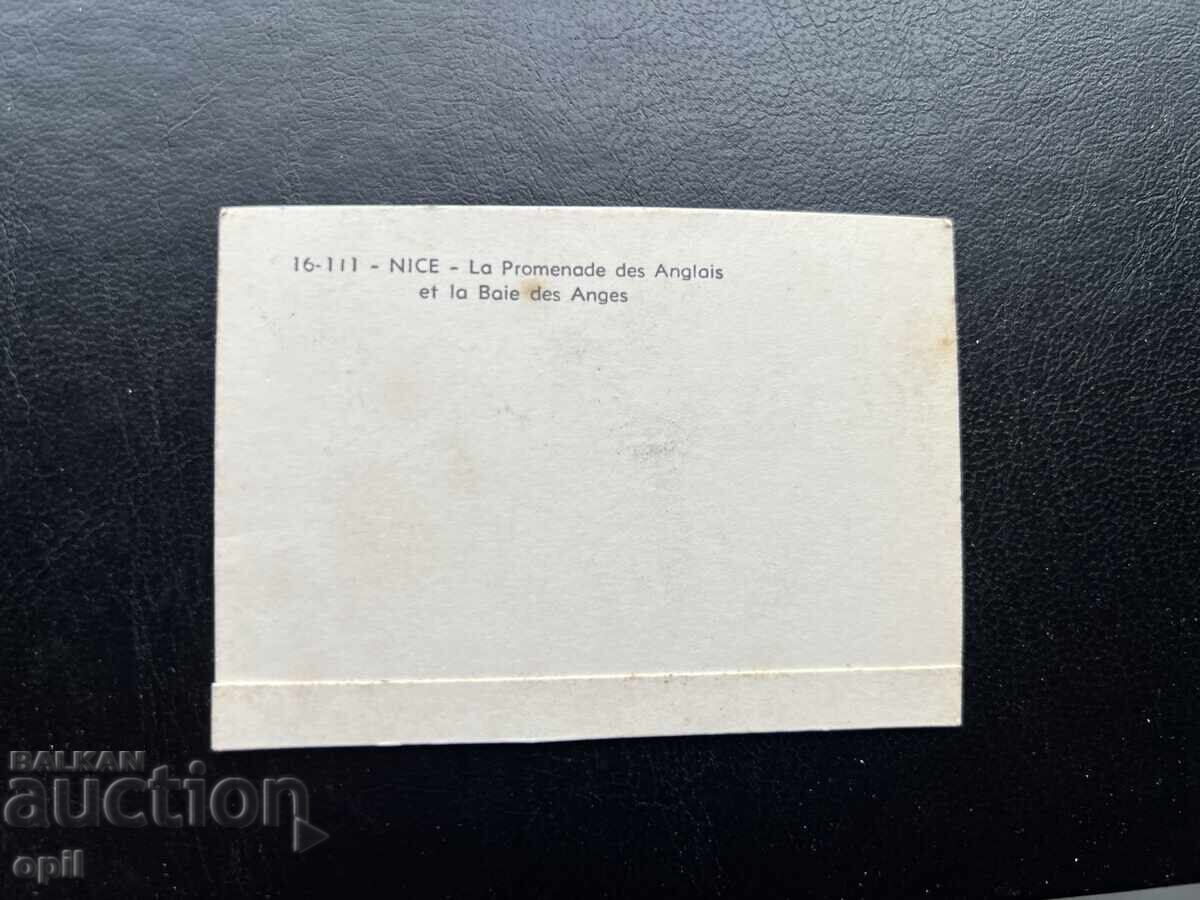 16-111 - NICE - La Promenade des Anglais
et la Baie des Anges
BALKAN
auction
opil